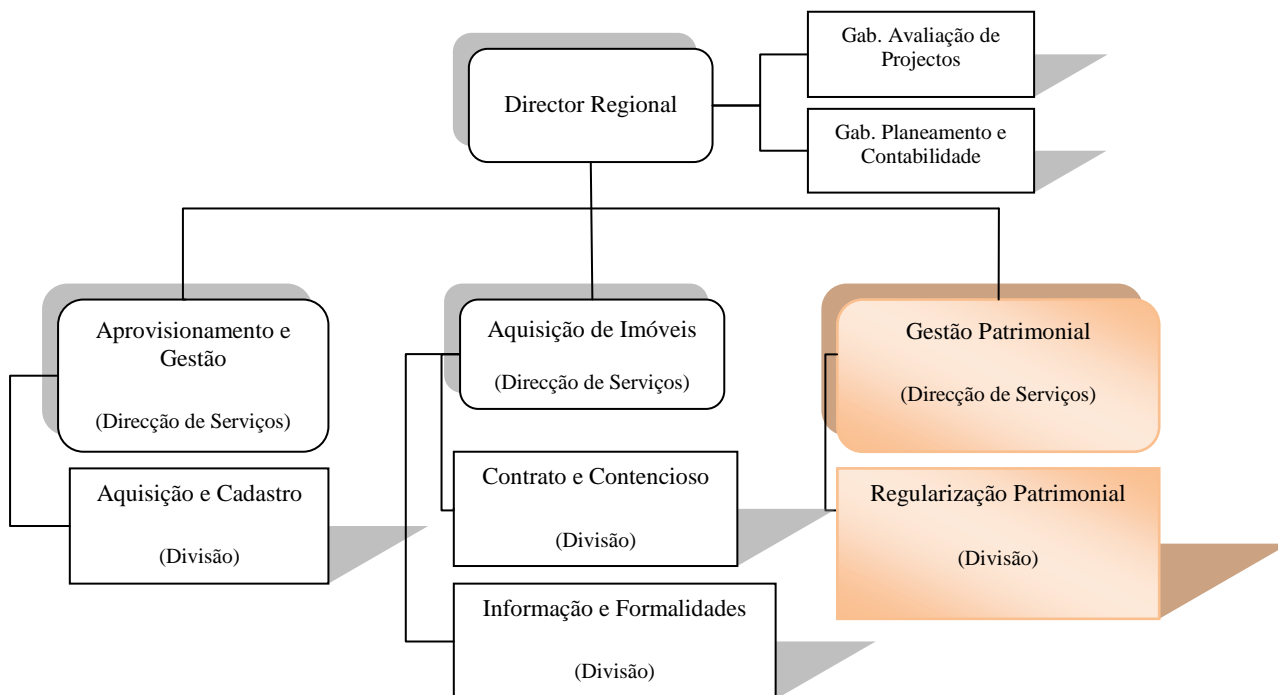 Gab. Avaliação de
Projectos
Director Regional
Gab. Planeamento e
Contabilidade
Aprovisionamento e
Gestão
(Direcção de Serviços)
Aquisição de Imóveis
(Direcção de Serviços)
Gestão Patrimonial
(Direcção de Serviços)
Aquisição e Cadastro
(Divisão)
Contrato e Contencioso
(Divisão)
Regularização Patrimonial
(Divisão)
Informação e Formalidades
(Divisão)